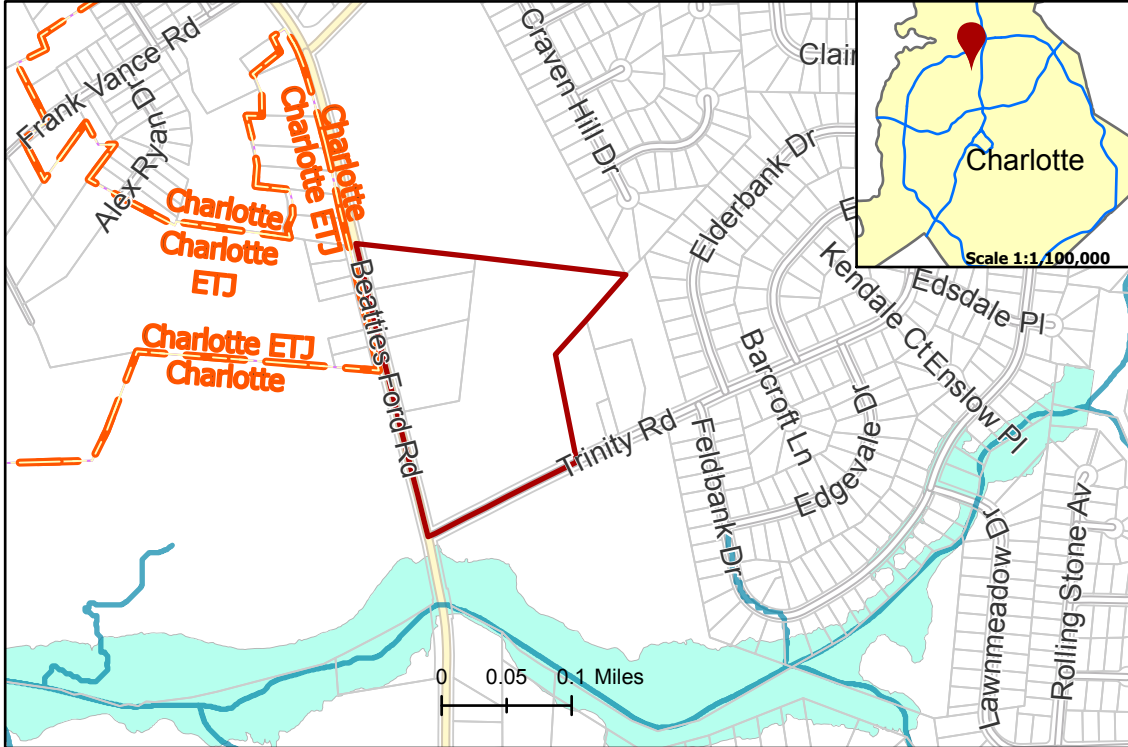 Frank Vance Rd
Alex Ryan Dr
Charlotte
Charlotte ETJ
Charlotte
Charlotte
ETJ
Charlotte ETJ
Charlotte
Beatties Ford Rd
Craven Hill Dr
Clair
Elderbank Dr
E
Kendale Ct
Edsdale Pl
Enslow Pl
Barcroft Ln
Edgevale Dr
Trinity Rd
Feldbank Dr
Lawnmeadow Dr
Rolling Stone Av
0 0.05 0.1 Miles
Charlotte
Scale 1:1,100,000